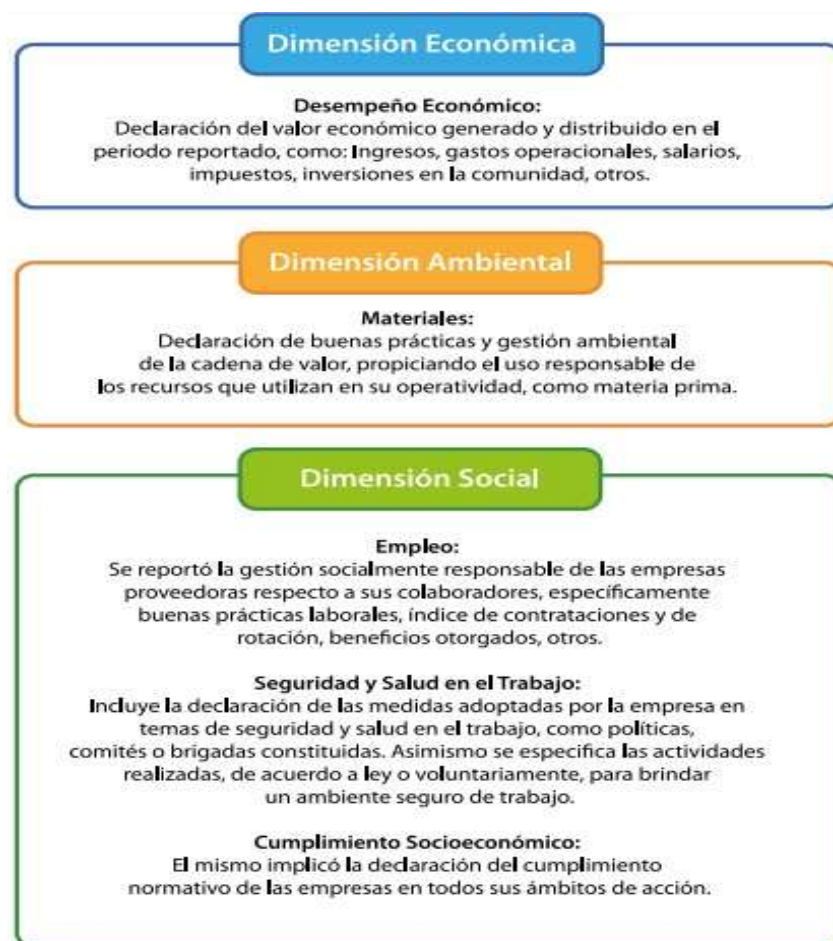 Dimensión Económica
Desempeño Económico:
Declaración del valor económico generado y distribuido en el
periodo reportado, como: Ingresos, gastos operacionales, salarios,
impuestos, inversiones en la comunidad, otros.
Dimensión Ambiental
Materiales:
Declaración de buenas prácticas y gestión ambiental
de la cadena de valor, propiciando el uso responsable de
los recursos que utilizan en su operatividad, como materia prima.
Dimensión Social
Empleo:
Se reportó la gestión socialmente responsable de las empresas
proveedoras respecto a sus colaboradores, específicamente
buenas prácticas laborales, índice de contrataciones y de
rotación, beneficios otorgados, otros.
Seguridad y Salud en el Trabajo:
Incluye la declaración de las medidas adoptadas por la empresa en
temas de seguridad y salud en el trabajo, como políticas,
comités o brigadas constituidas. Asimismo se especifica las actividades
realizadas, de acuerdo a ley o voluntariamente, para brindar
un ambiente seguro de trabajo.
Cumplimiento Socioeconómico:
El mismo implicó la declaración del cumplimiento
normativo de las empresas en todos sus ámbitos de acción.